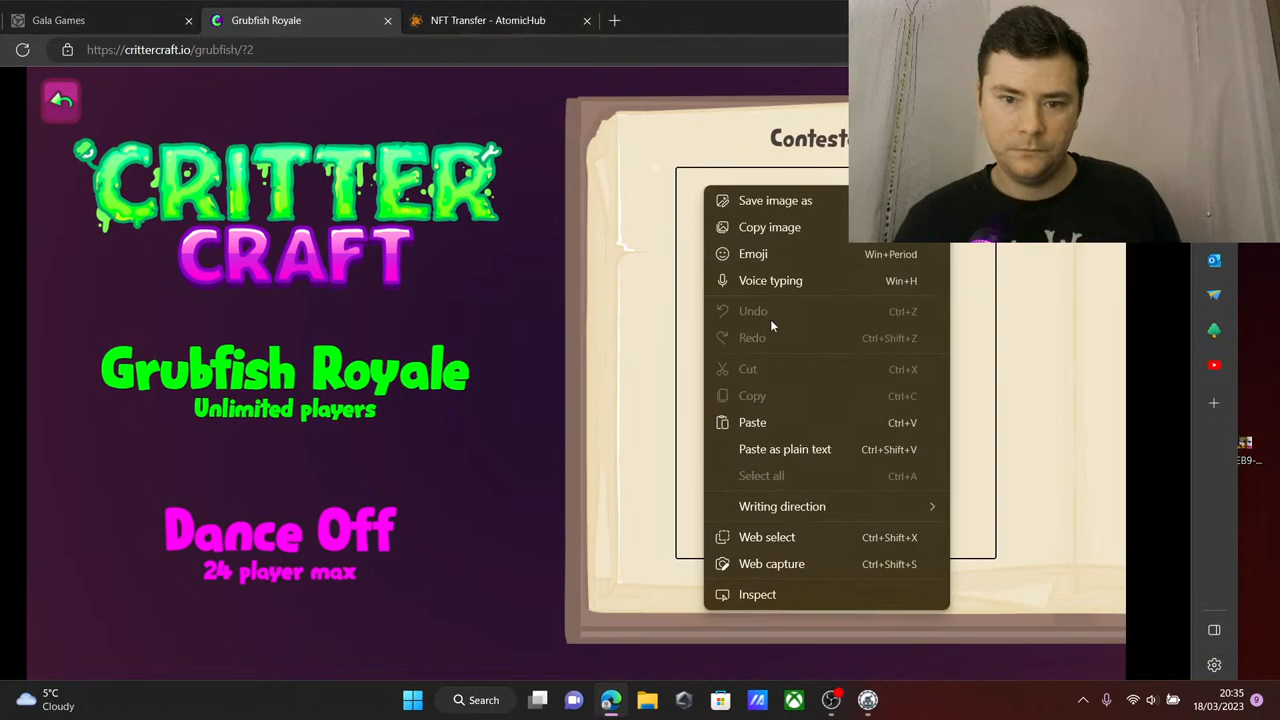 Gala Games
Grubfish Royale
NFT Transfer - AtomicHub
https://crittercraft.io/grubfish/?2
CRITTER
CRAFT
Grubfish Royale
Unlimited players
Dance Off
24 player max
Save image as
Copy image
Emoji Win+Period
Voice typing Win+H
Undo Ctrl+Z
Redo Ctrl+Shift+Z
Cut Ctrl+X
Copy Ctrl+C
Paste Ctrl+V
Paste as plain text Ctrl+Shift+V
Select all Ctrl+A
Writing direction
Web select Ctrl+Shift+X
Web capture Ctrl+Shift+S
Inspect
EB9-
5°C
Cloudy
Search
20:35
18/03/2023
9